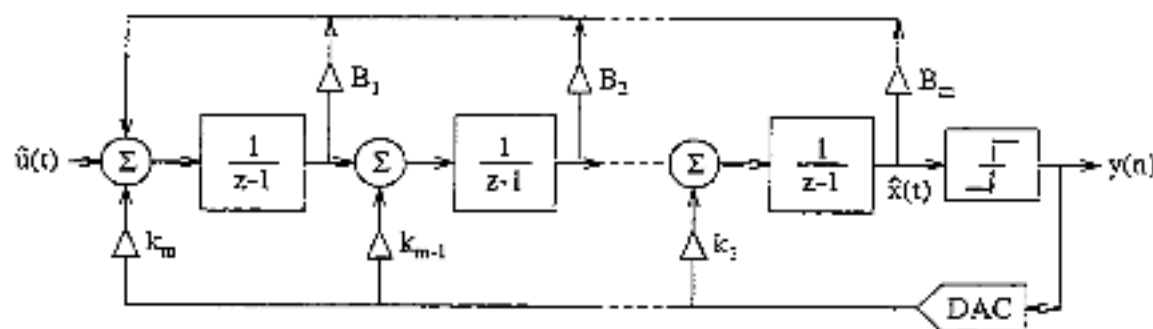 B₁
B₂
Bₘ
û(t)
Σ
1
z-1
Σ
1
z-1
Σ
1
z-1
x̂(t)
y(n)
kₘ
kₘ₋₁
DAC